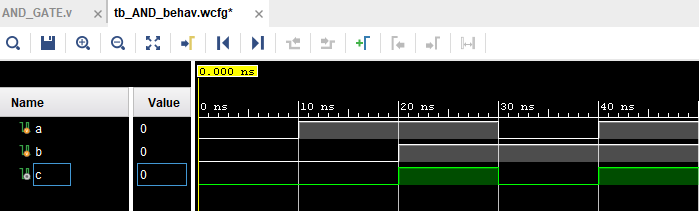 AND_GATE.v × tb_AND_behav.wcfg* ×
0.000 ns
Name Value
0 ns 10 ns 20 ns 30 ns 40 ns
a 0
b 0
c 0